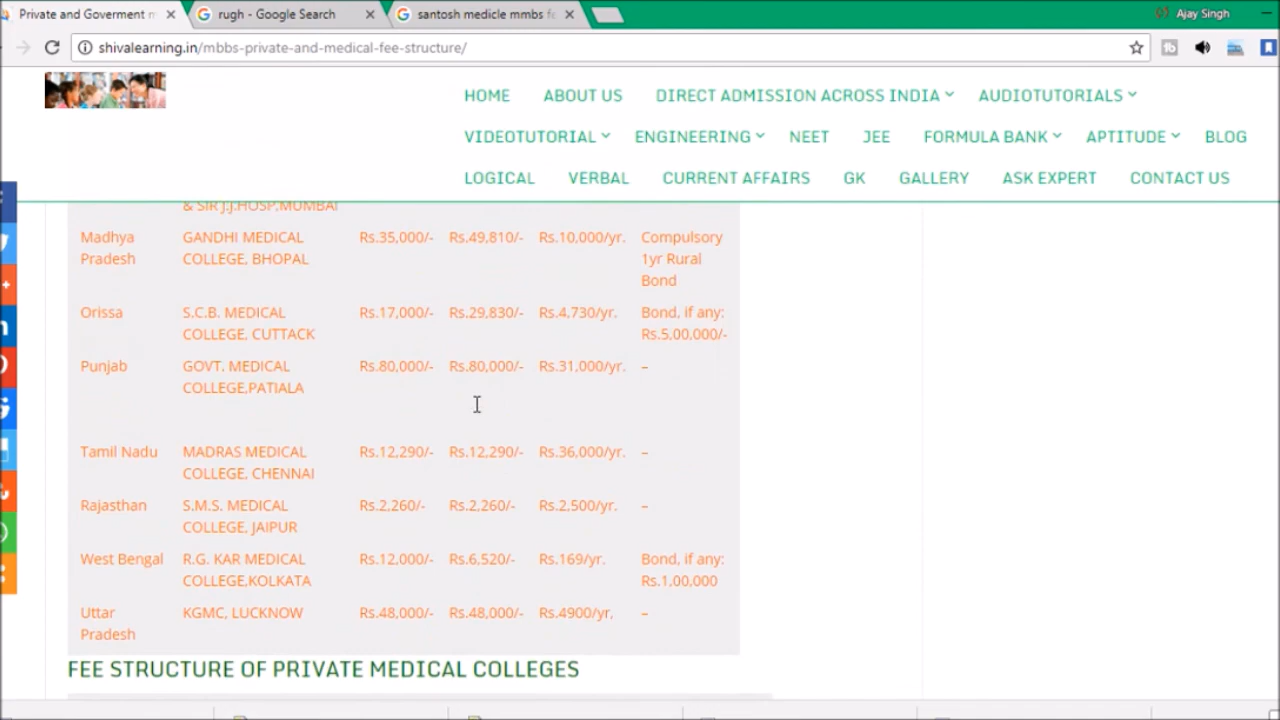 Private and Goverment m
rugh - Google Search
santosh medicle mmbs fe
Ajay Singh
shivalearning.in/mbbs-private-and-medical-fee-structure/
HOME ABOUT US DIRECT ADMISSION ACROSS INDIA AUDIOTUTORIALS
VIDEOTUTORIAL ENGINEERING NEET JEE FORMULA BANK APTITUDE BLOG
LOGICAL VERBAL CURRENT AFFAIRS GK GALLERY ASK EXPERT CONTACT US
& SIR J.J.HOSP,MUMBAI
Madhya GANDHI MEDICAL Rs.35,000/- Rs.49,810/- Rs.10,000/yr. Compulsory
Pradesh COLLEGE, BHOPAL 1yr Rural
Bond
Orissa S.C.B. MEDICAL Rs.17,000/- Rs.29,830/- Rs.4,730/yr. Bond, if any:
COLLEGE, CUTTACK Rs.5,00,000/-
Punjab GOVT. MEDICAL Rs.80,000/- Rs.80,000/- Rs.31,000/yr. –
COLLEGE,PATIALA
Tamil Nadu MADRAS MEDICAL Rs.12,290/- Rs.12,290/- Rs.36,000/yr. –
COLLEGE, CHENNAI
Rajasthan S.M.S. MEDICAL Rs.2,260/- Rs.2,260/- Rs.2,500/yr. –
COLLEGE, JAIPUR
West Bengal R.G. KAR MEDICAL Rs.12,000/- Rs.6,520/- Rs.169/yr. Bond, if any:
COLLEGE,KOLKATA Rs.1,00,000
Uttar KGMC, LUCKNOW Rs.48,000/- Rs.48,000/- Rs.4900/yr, –
Pradesh
FEE STRUCTURE OF PRIVATE MEDICAL COLLEGES